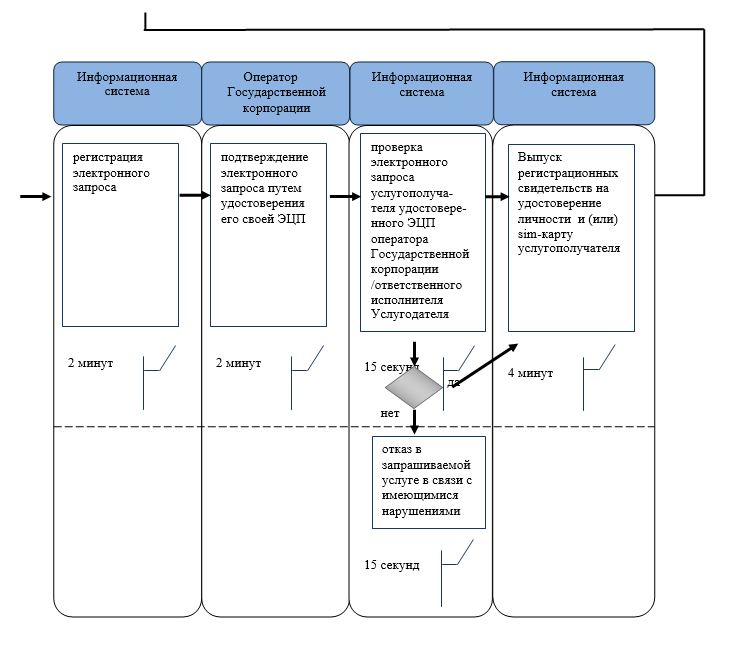 Информационная
система
Оператор
Государственной
корпорации
Информационная
система
Информационная
система
регистрация
электронного
запроса
подтверждение
электронного
запроса путем
удостоверения
его своей ЭЦП
проверка
электронного
запроса
услугополуча-
теля удостовере-
нного ЭЦП
оператора
Государственной
корпорации
/ответственного
исполнителя
Услугодателя
Выпуск
регистрационных
свидетельств на
удостоверение
личности и (или)
sim-карту
услугополучателя
2 минут
2 минут
15 секунд
да
4 минут
нет
отказ в
запрашиваемой
услуге в связи с
имеющимися
нарушениями
15 секунд